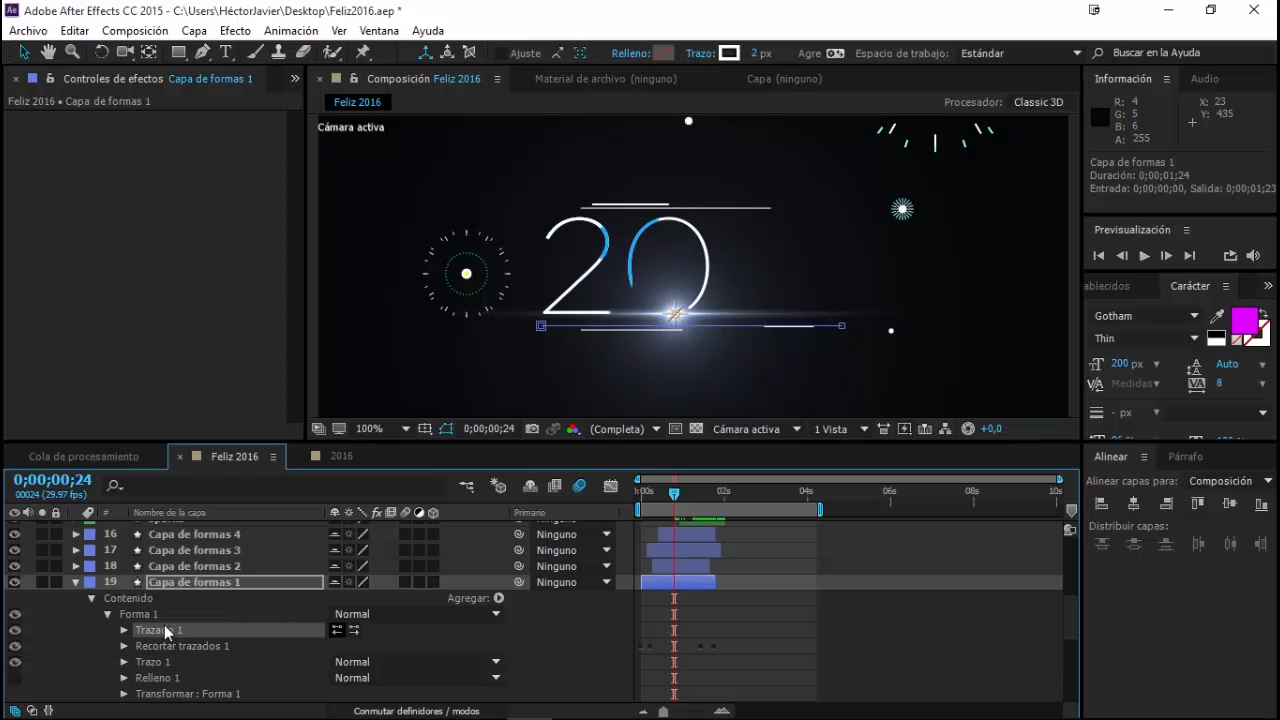 Adobe After Effects CC 2015 - C:\Users\HéctorJavier\Desktop\Feliz2016.aep *
Archivo Editar Composición Capa Efecto Animación Ver Ventana Ayuda
Ajuste Relleno: Trazo: 2 px Agre Espacio de trabajo: Estándar Buscar en la Ayuda
Controles de efectos Capa de formas 1
Composición Feliz 2016 Material de archivo (ninguno) Capa (ninguno)
Información Audio
Feliz 2016 • Capa de formas 1
Feliz 2016 Procesador: Classic 3D
Cámara activa
R: 4 X: 23
G: 5 Y: 435
B: 6
A: 255
Capa de formas 1
Duración: 0;00;01;24
Entrada: 0;00;00;00, Salida: 0;00;01;23
Previsualización
20
ablecidos Carácter
Gotham
Thin
200 px Auto
Medidas 8
- px
100% 0;00;00;24 (Completa) Cámara activa 1 Vista +0,0
Cola de procesamiento Feliz 2016 2016
Alinear Párrafo
0;00;00;24
00024 (29.97 fps)
Alinear capas: Composición
Distribuir capas:
:00s 02s 04s 06s 08s 10s
# Nombre de la capa Primario
16 Capa de formas 4 Ninguno
17 Capa de formas 3 Ninguno
18 Capa de formas 2 Ninguno
19 Capa de formas 1 Ninguno
Contenido Agregar:
Forma 1 Normal
Trazado 1
Recortar trazados 1
Trazo 1 Normal
Relleno 1 Normal
Transformar : Forma 1
Conmutar definidores / modos